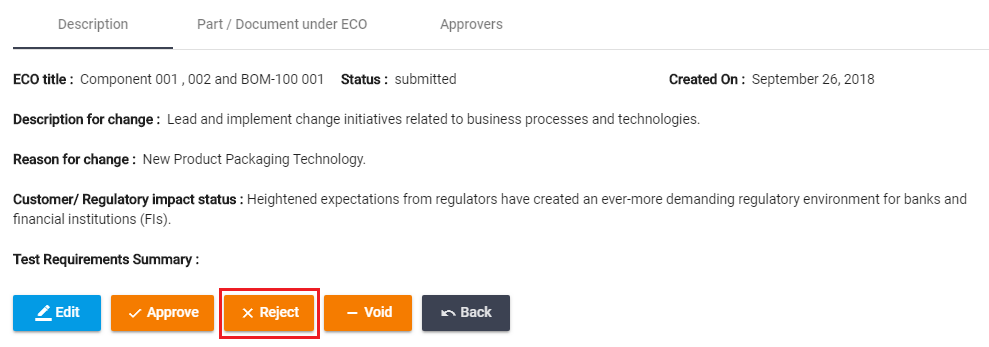 Description Part / Document under ECO Approvers
ECO title : Component 001 , 002 and BOM-100 001 Status : submitted Created On : September 26, 2018
Description for change : Lead and implement change initiatives related to business processes and technologies.
Reason for change : New Product Packaging Technology.
Customer/ Regulatory impact status : Heightened expectations from regulators have created an ever-more demanding regulatory environment for banks and
financial institutions (FIs).
Test Requirements Summary :
Edit Approve Reject Void Back